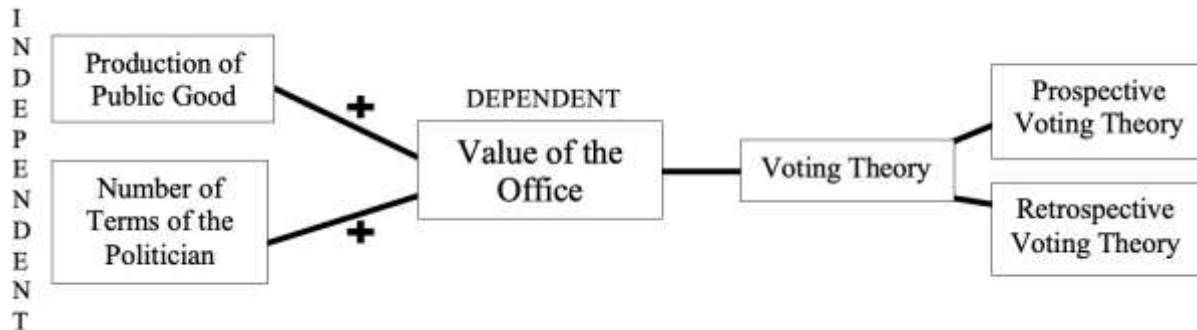 INDEPENDENT
Production of
Public Good
+
Number of
Terms of the
Politician
+
DEPENDENT
Value of the
Office
Voting Theory
Prospective
Voting Theory
Retrospective
Voting Theory